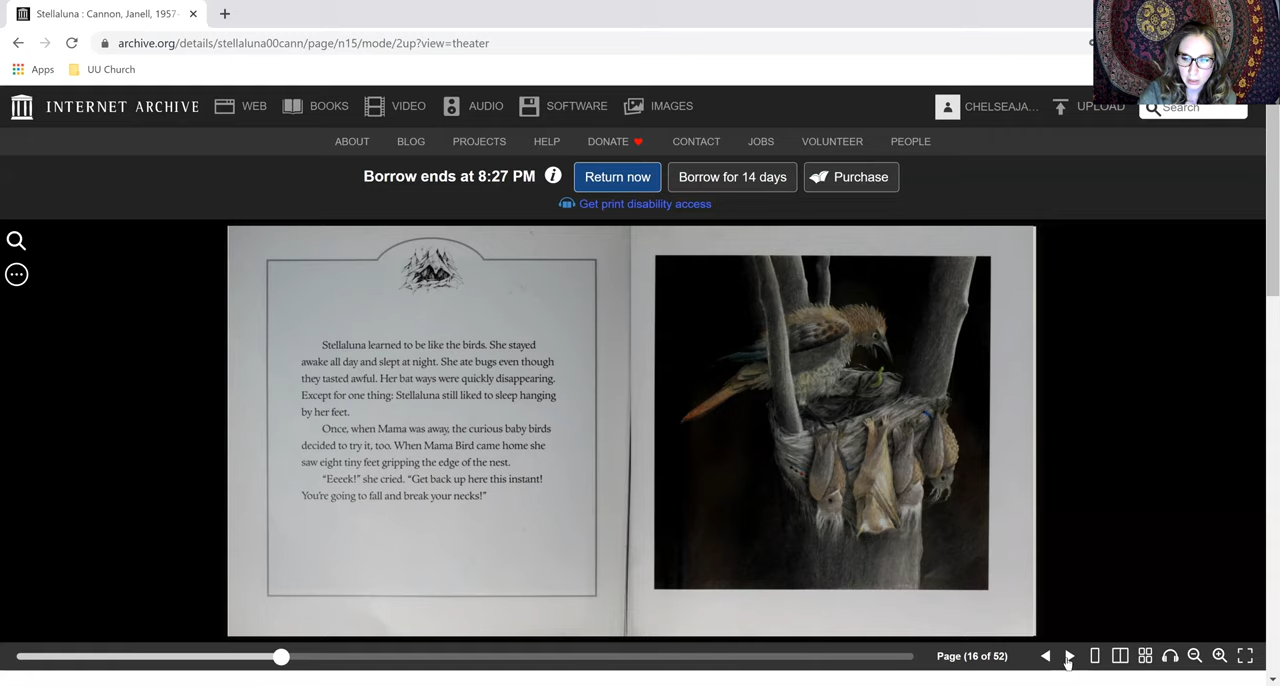 Stellaluna : Cannon, Janell, 1957-
archive.org/details/stellaluna00cann/page/n15/mode/2up?view=theater
Apps
UU Church
INTERNET ARCHIVE
WEB
BOOKS
VIDEO
AUDIO
SOFTWARE
IMAGES
CHELSEAJA...
UPLOAD
Search
ABOUT
BLOG
PROJECTS
HELP
DONATE
CONTACT
JOBS
VOLUNTEER
PEOPLE
Borrow ends at 8:27 PM
Return now
Borrow for 14 days
Purchase
Get print disability access
Stellaluna learned to be like the birds. She stayed
awake all day and slept at night. She ate bugs even though
they tasted awful. Her bat ways were quickly disappearing.
Except for one thing: Stellaluna still liked to sleep hanging
by her feet.
Once, when Mama was away, the curious baby birds
decided to try it, too. When Mama Bird came home she
saw eight tiny feet gripping the edge of the nest.
“Eeeek!” she cried. “Get back up here this instant!
You’re going to fall and break your necks!”
Page (16 of 52)